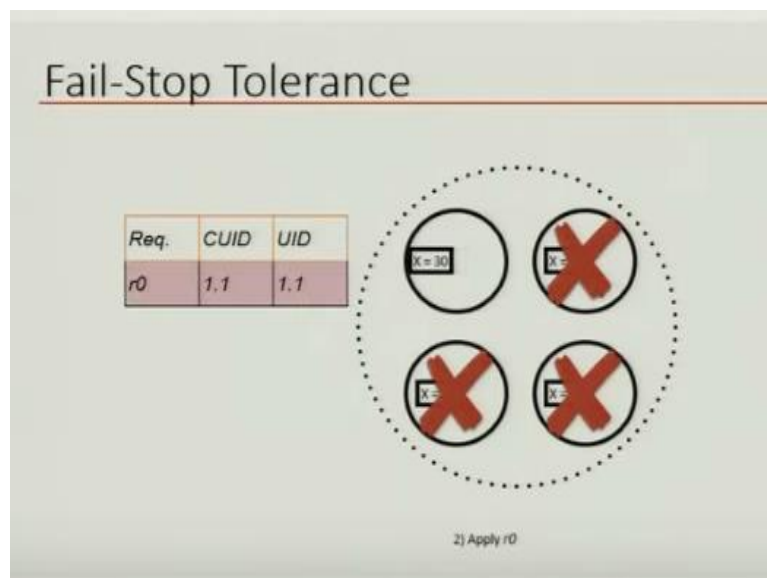 Fail-Stop Tolerance
Req. CUID UID
r0 1.1 1.1
X = 30
X =
X =
X =
2) Apply r0